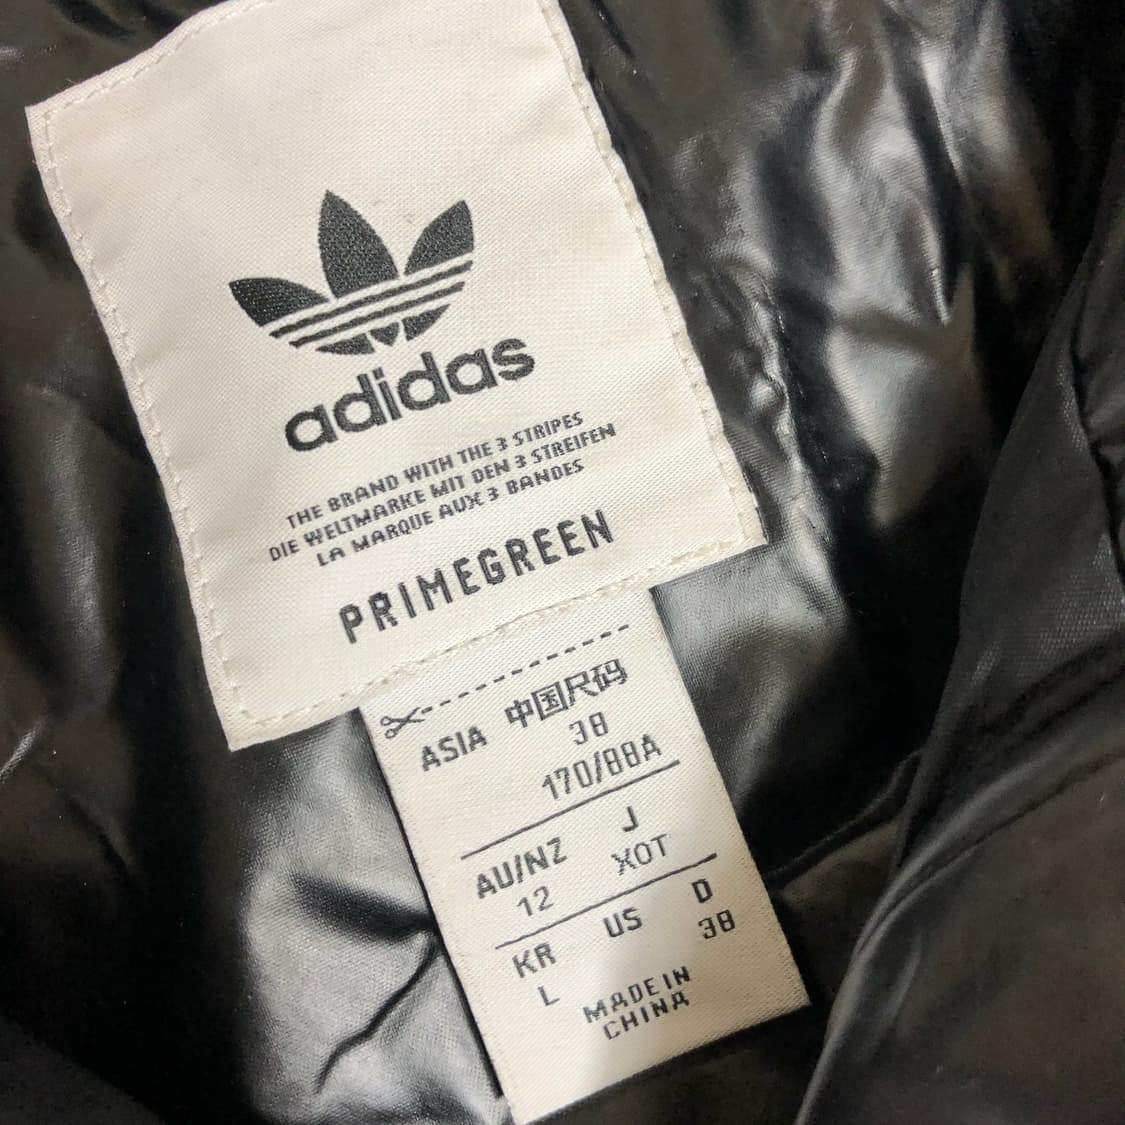 adidas
THE BRAND WITH THE 3 STRIPES
DIE WELTMARKE MIT DEN 3 STREIFEN
LA MARQUE AUX 3 BANDES
PRIMEGREEN
ASIA 中国尺码
38
170/88A
AU/NZ J
12 XOT
KR US D
L 38
MADE IN
CHINA